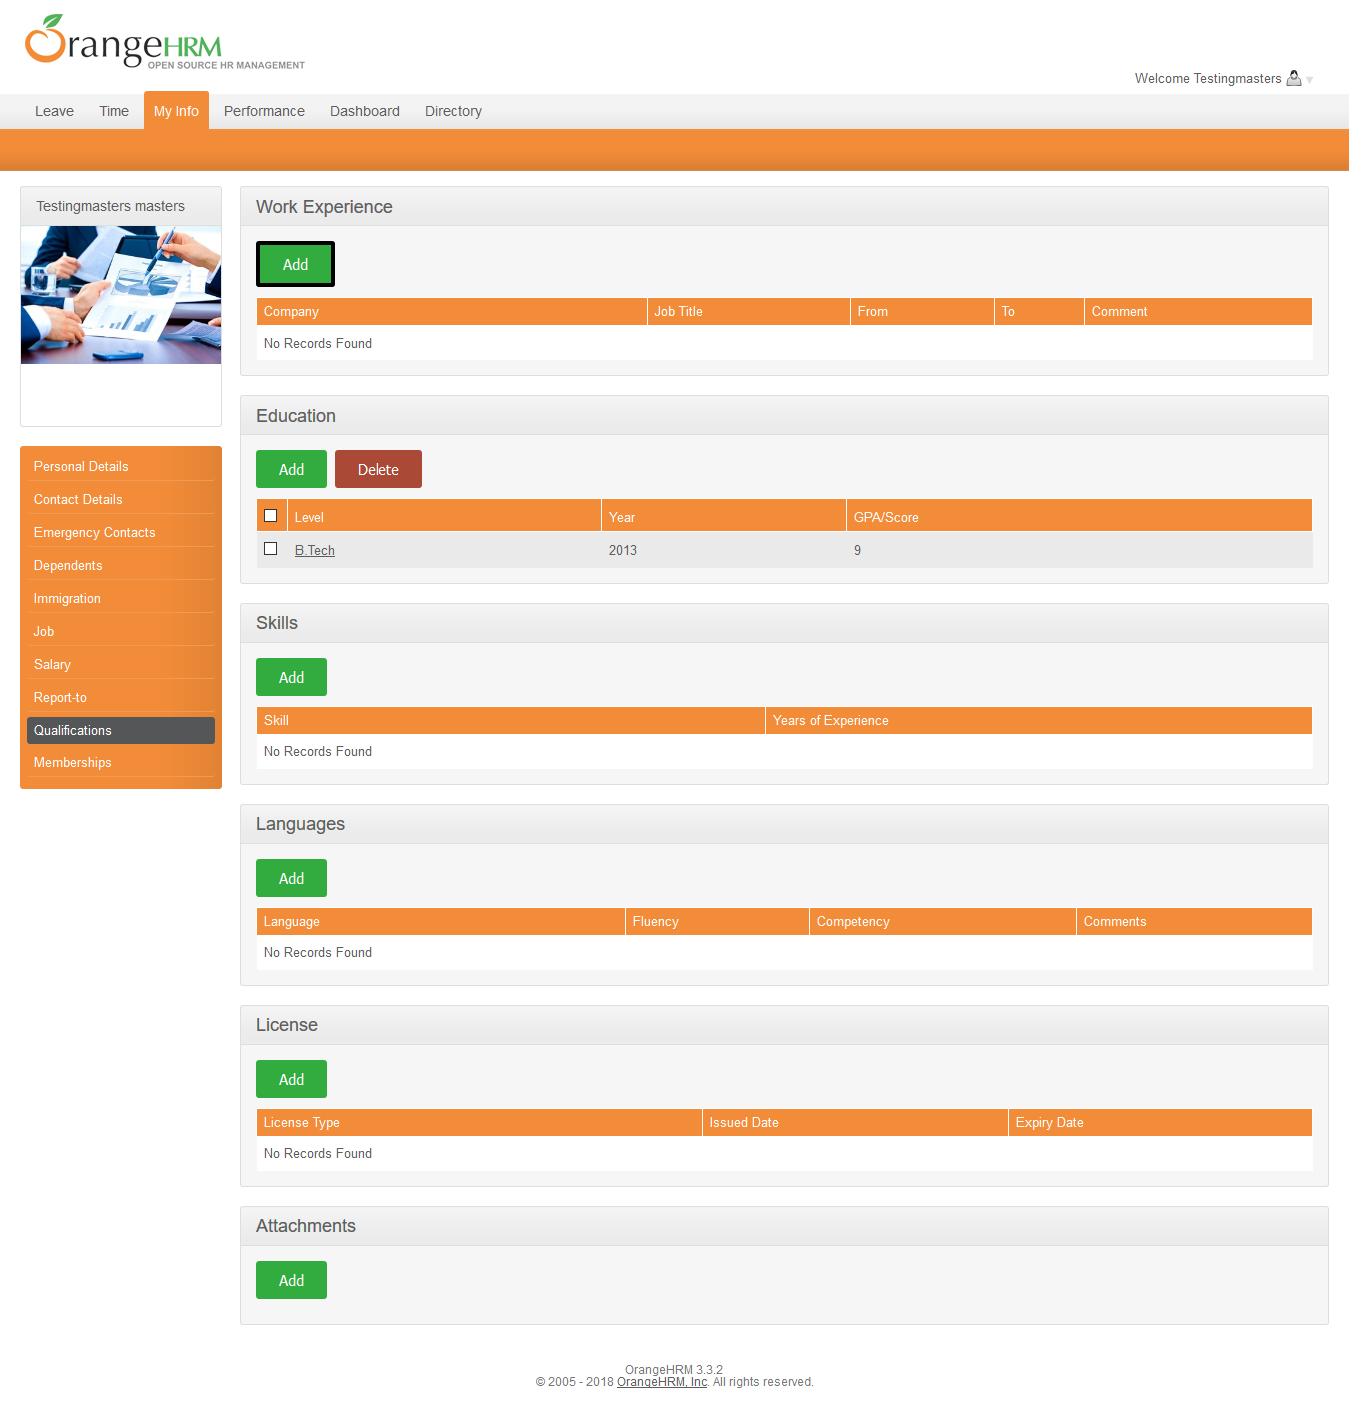 OrangeHRM
OPEN SOURCE HR MANAGEMENT
Welcome Testingmasters
Leave Time My Info Performance Dashboard Directory
Testingmasters masters
Personal Details
Contact Details
Emergency Contacts
Dependents
Immigration
Job
Salary
Report-to
Qualifications
Memberships
Work Experience
Add
Company Job Title From To Comment
No Records Found
Education
Add Delete
Level Year GPA/Score
B.Tech 2013 9
Skills
Add
Skill Years of Experience
No Records Found
Languages
Add
Language Fluency Competency Comments
No Records Found
License
Add
License Type Issued Date Expiry Date
No Records Found
Attachments
Add
OrangeHRM 3.3.2
© 2005 - 2018 OrangeHRM, Inc. All rights reserved.